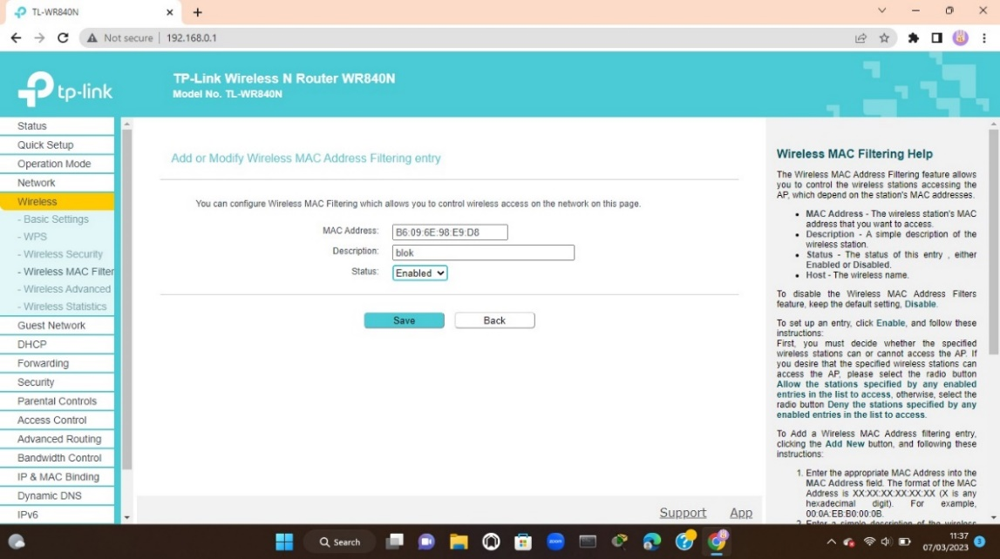 TL-WR840N
Not secure
192.168.0.1
tp-link
TP-Link Wireless N Router WR840N
Model No. TL-WR840N
Status
Quick Setup
Operation Mode
Network
Wireless
- Basic Settings
- WPS
- Wireless Security
- Wireless MAC Filter
- Wireless Advanced
- Wireless Statistics
Guest Network
DHCP
Forwarding
Security
Parental Controls
Access Control
Advanced Routing
Bandwidth Control
IP & MAC Binding
Dynamic DNS
IPv6
Add or Modify Wireless MAC Address Filtering entry
You can configure Wireless MAC Filtering which allows you to control wireless access on the network on this page.
MAC Address: B6:09:6E:98:E9:D8
Description: blok
Status: Enabled
Save
Back
Support
App
Wireless MAC Filtering Help
The Wireless MAC Address Filtering feature allows
you to control the wireless stations accessing the
AP, which depend on the station's MAC addresses.
• MAC Address - The wireless station's MAC
address that you want to access.
• Description - A simple description of the
wireless station.
• Status - The status of this entry , either
Enabled or Disabled.
• Host - The wireless name.
To disable the Wireless MAC Address Filters
feature, keep the default setting, Disable.
To set up an entry, click Enable, and follow these
instructions:
First, you must decide whether the specified
wireless stations can or cannot access the AP. If
you desire that the specified wireless stations can
access the AP, please select the radio button
Allow the stations specified by any enabled
entries in the list to access, otherwise, select the
radio button Deny the stations specified by any
enabled entries in the list to access.
To Add a Wireless MAC Address filtering entry,
clicking the Add New button, and following these
instructions:
1. Enter the appropriate MAC Address into the
MAC Address field. The format of the MAC
Address is XX:XX:XX:XX:XX:XX (X is any
hexadecimal digit). For example,
00:0A:EB:B0:00:0B.
2. Enter a simple description of the wireless
Search
zoom
11:37
07/03/2023
3